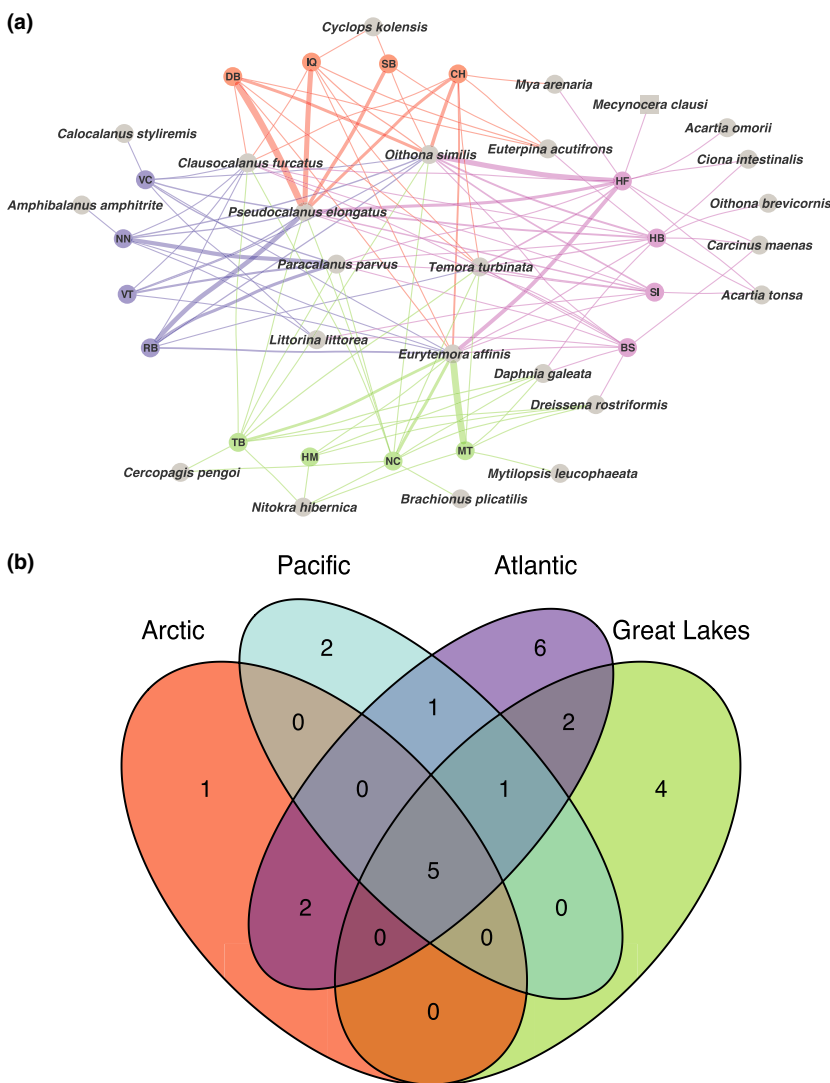 (a)
Cyclops kolensis
DB
IQ
SB
CH
Mya arenaria
Mecynocera clausi
Calocalanus styliremis
Acartia omorii
Clausocalanus furcatus
Oithona similis
Euterpina acutifrons
Ciona intestinalis
VC
HF
Amphibalanus amphitrite
Pseudocalanus elongatus
Oithona brevicornis
NN
HB
Carcinus maenas
Paracalanus parvus
Temora turbinata
VT
SI
Acartia tonsa
RB
Littorina littorea
Eurytemora affinis
BS
Daphnia galeata
Dreissena rostriformis
TB
HM
NC
MT
Cercopagis pengoi
Mytilopsis leucophaeata
Nitokra hibernica
Brachionus plicatilis
(b)
Pacific
Atlantic
Arctic
Great Lakes
2
6
1
0
2
1
0
1
4
5
2
0
0
0
0